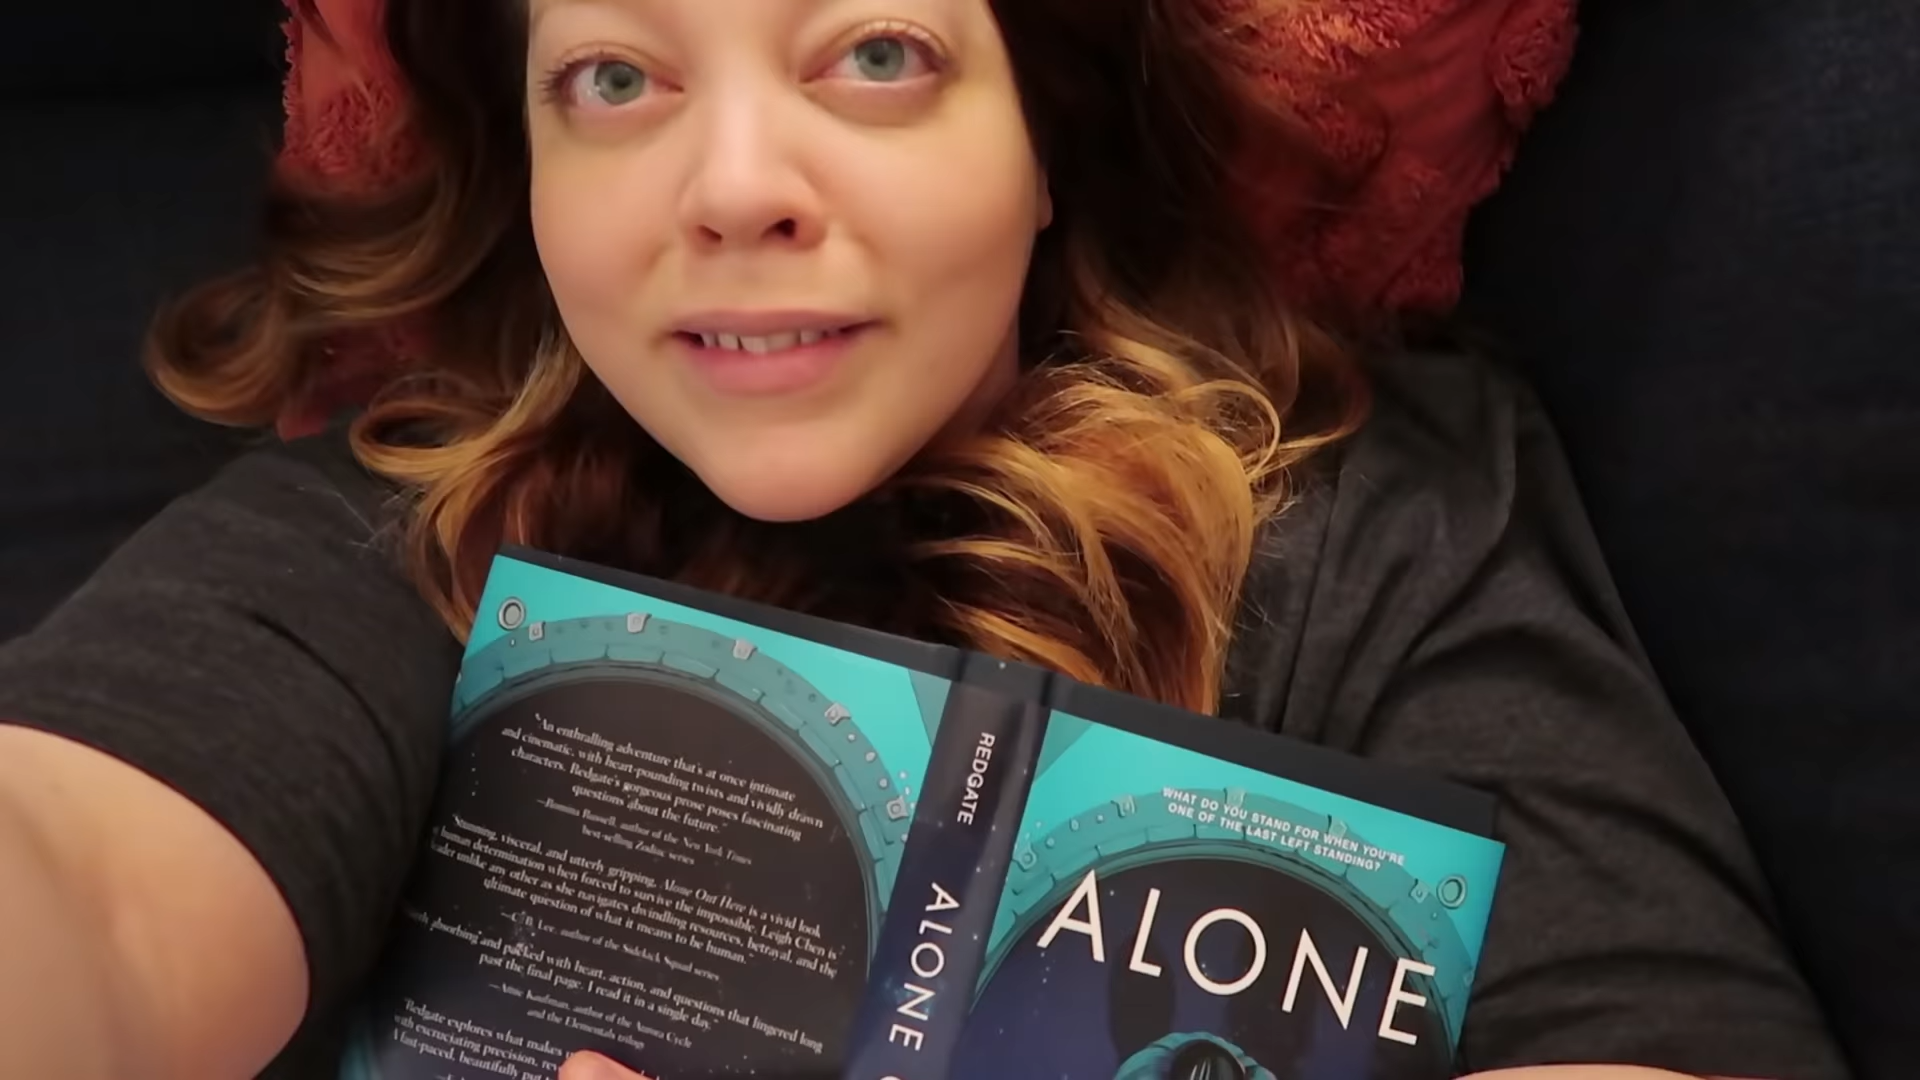 "An enthralling adventure that's at once intimate
and cinematic, with heart-pounding twists and vividly drawn
characters. Redgate's gorgeous prose poses fascinating
questions about the future."
—Romina Russell, author of the New York Times
best-selling Zodiac series
"Stunning, visceral, and utterly gripping, Alone Out Here is a vivid look
human determination when forced to survive the impossible. Leigh Chen is
unlike any other as she navigates dwindling resources, betrayal, and the
ultimate question of what it means to be human."
—C.B. Lee, author of the Sidekick Squad series
absorbing and packed with heart, action, and questions that lingered long
past the final page. I read it in a single day."
—Amie Kaufman, author of the Aurora Cycle
and the Elementals trilogy
"Redgate explores what makes
with excruciating precision,
A fast-paced, beautifully
REDGATE
ALONE
WHAT DO YOU STAND FOR WHEN YOU'RE
ONE OF THE LAST LEFT STANDING?
ALONE